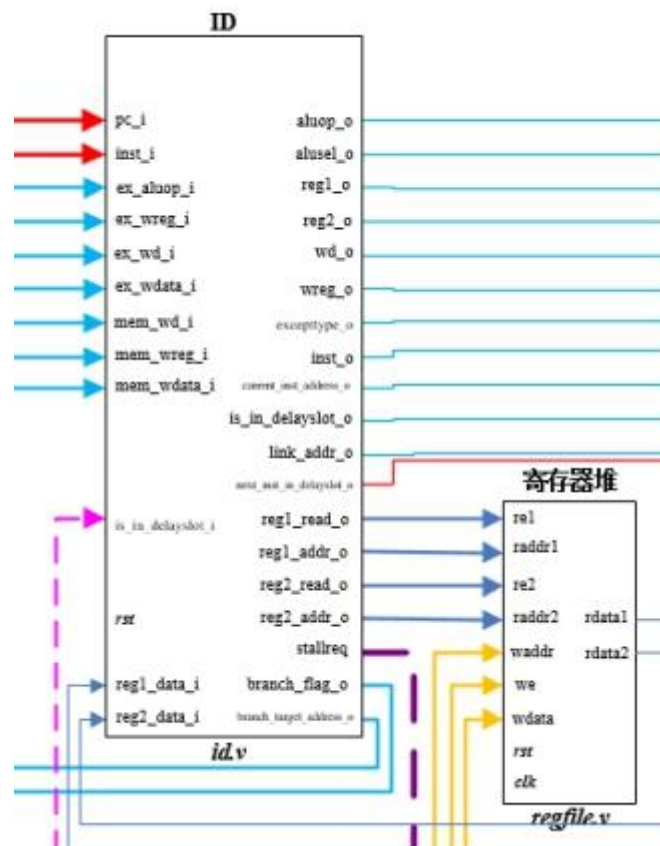 ID
pc_i
inst_i
ex_aluop_i
ex_wreg_i
ex_wd_i
ex_wdata_i
mem_wd_i
mem_wreg_i
mem_wdata_i
is_in_delayslot_i
rst
reg1_data_i
reg2_data_i
aluop_o
alusel_o
reg1_o
reg2_o
wd_o
wreg_o
excepttype_o
inst_o
current_inst_address_o
is_in_delayslot_o
link_addr_o
next_inst_in_delayslot_o
reg1_read_o
reg1_addr_o
reg2_read_o
reg2_addr_o
stallreq
branch_flag_o
branch_target_address_o
id.v
寄存器堆
re1
raddr1
re2
raddr2
waddr
we
wdata
rst
clk
rdata1
rdata2
regfile.v